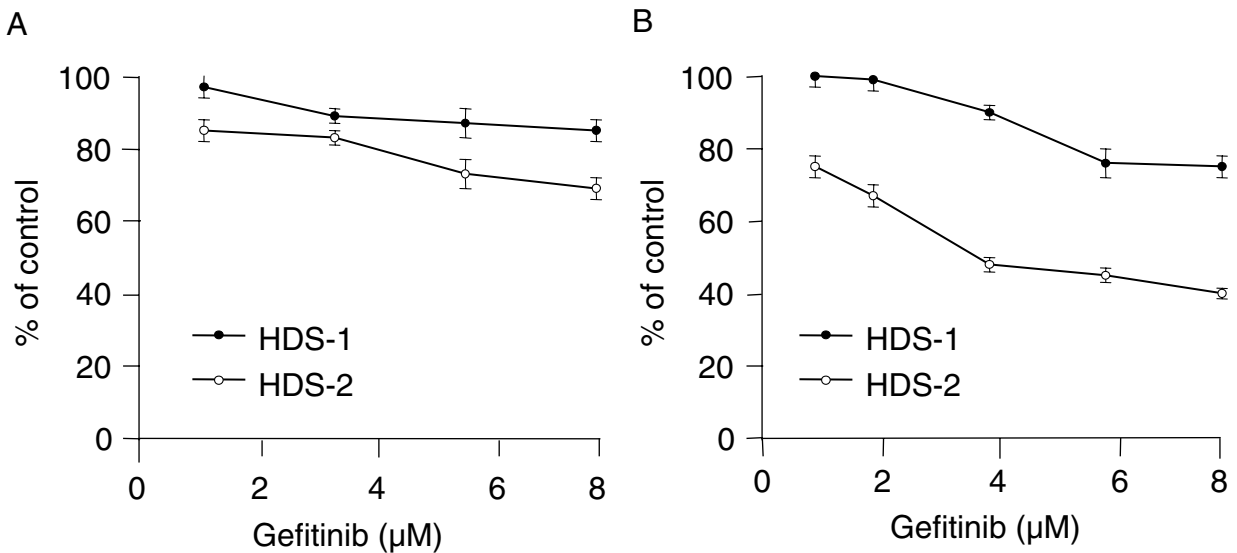 A
100
80
60
40
20
0
% of control
HDS-1
HDS-2
0 2 4 6 8
Gefitinib (µM)
B
100
80
60
40
20
0
% of control
HDS-1
HDS-2
0 2 4 6 8
Gefitinib (µM)